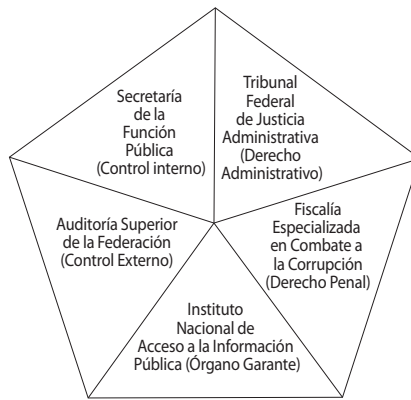 Secretaría
de la
Función
Pública
(Control interno)
Tribunal
Federal
de Justicia
Administrativa
(Derecho
Administrativo)
Auditoría Superior
de la Federación
(Control Externo)
Fiscalía
Especializada
en Combate a
la Corrupción
(Derecho Penal)
Instituto
Nacional de
Acceso a la Información
Pública (Órgano Garante)